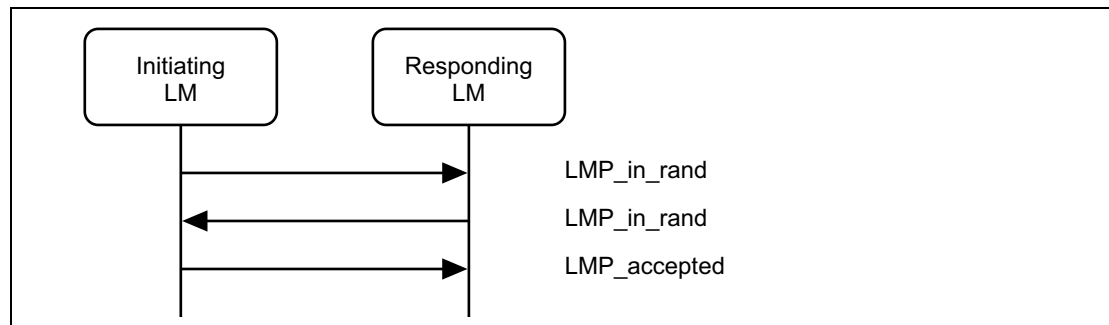 Initiating
LM
Responding
LM
LMP_in_rand
LMP_in_rand
LMP_accepted